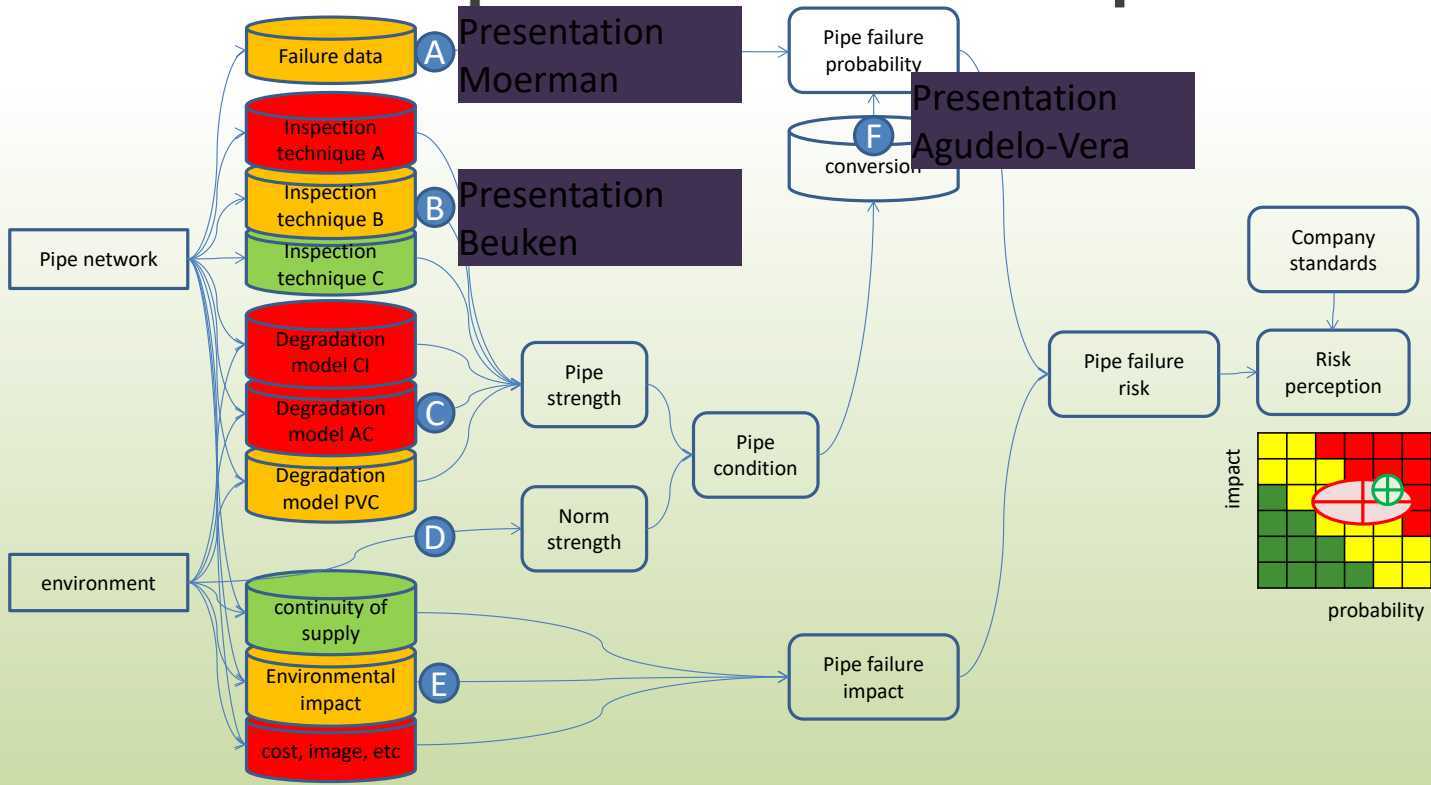 Failure data
A
Presentation
Moerman
Pipe failure
probability
Presentation
Agudelo-Vera
F
conversion
Inspection
technique A
Inspection
technique B
B
Presentation
Beuken
Inspection
technique C
Pipe network
Company
standards
Degradation
model CI
Degradation
model AC
C
Degradation
model PVC
Pipe
strength
Pipe
condition
Pipe failure
risk
Risk
perception
impact
probability
D
Norm
strength
environment
continuity of
supply
Environmental
impact
E
cost, image, etc
Pipe failure
impact